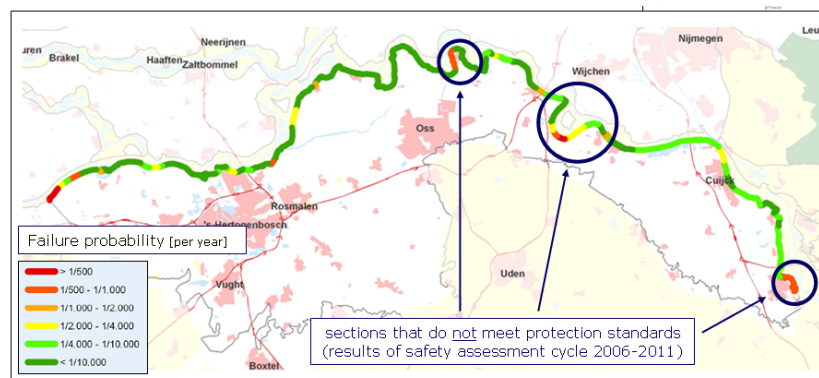 Leu
Neerijnen
Nijmegen
uren
Brakel
Haaften
Zaltbommel
Wijchen
Oss
Cuijck
Rosmalen
's-Hertogenbosch
Failure probability [per year]
Uden
> 1/500
Vught
1/500 - 1/1.000
1/1.000 - 1/2.000
1/2.000 - 1/4.000
sections that do not meet protection standards
1/4.000 - 1/10.000
(results of safety assessment cycle 2006-2011)
< 1/10.000
Boxtel